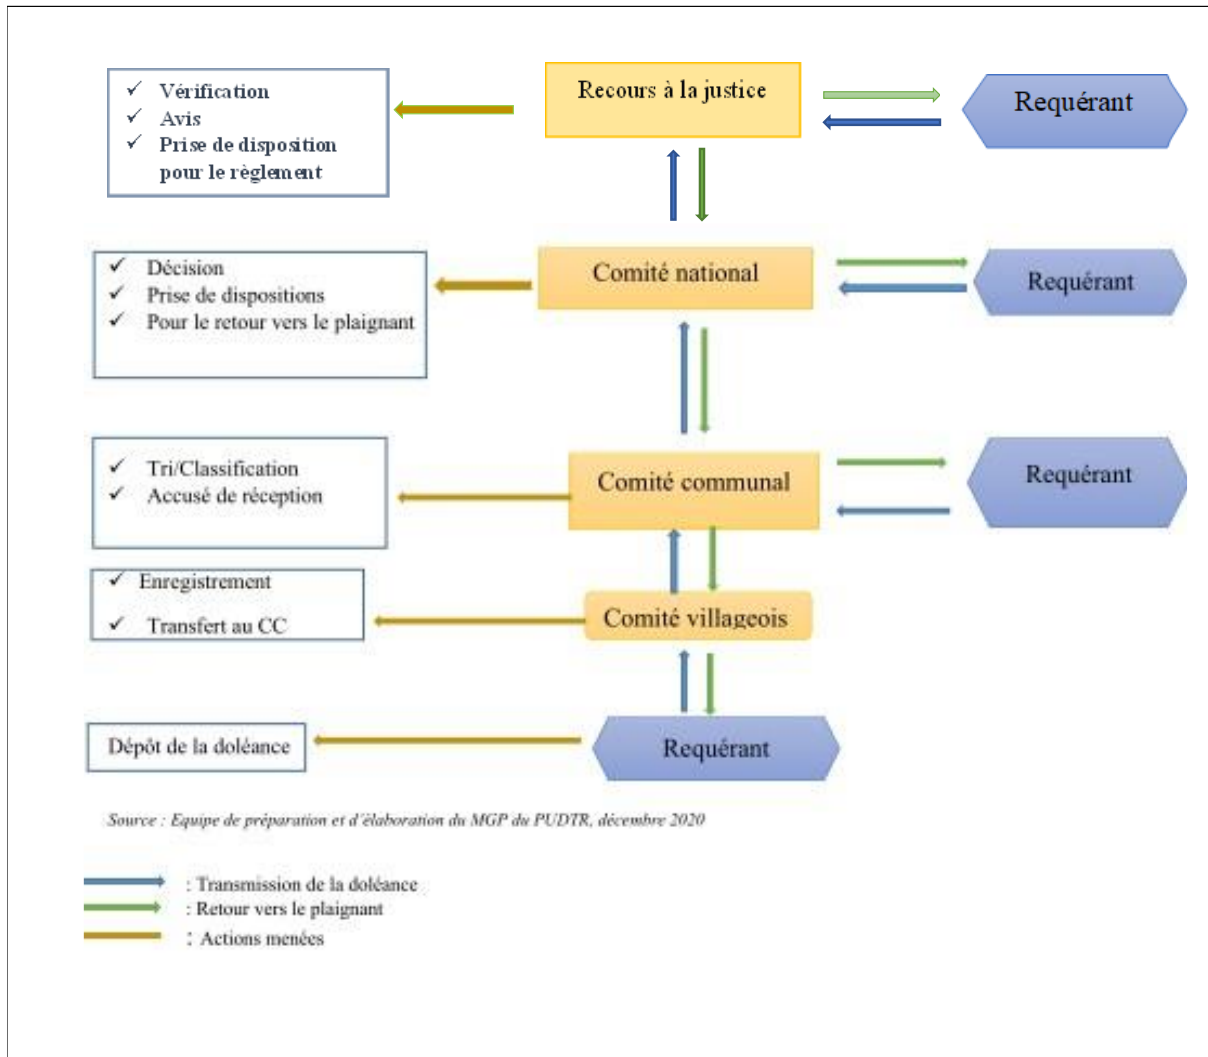 ✓ Vérification
✓ Avis
✓ Prise de disposition
pour le règlement
Recours à la justice
Requérant
✓ Décision
✓ Prise de dispositions
✓ Pour le retour vers le plaignant
Comité national
Requérant
✓ Tri/Classification
✓ Accusé de réception
Comité communal
Requérant
✓ Enregistrement
✓ Transfert au CC
Comité villageois
Dépôt de la doléance
Requérant
Source : Equipe de préparation et d'élaboration du MGP du PUDTR, décembre 2020
: Transmission de la doléance
: Retour vers le plaignant
: Actions menées